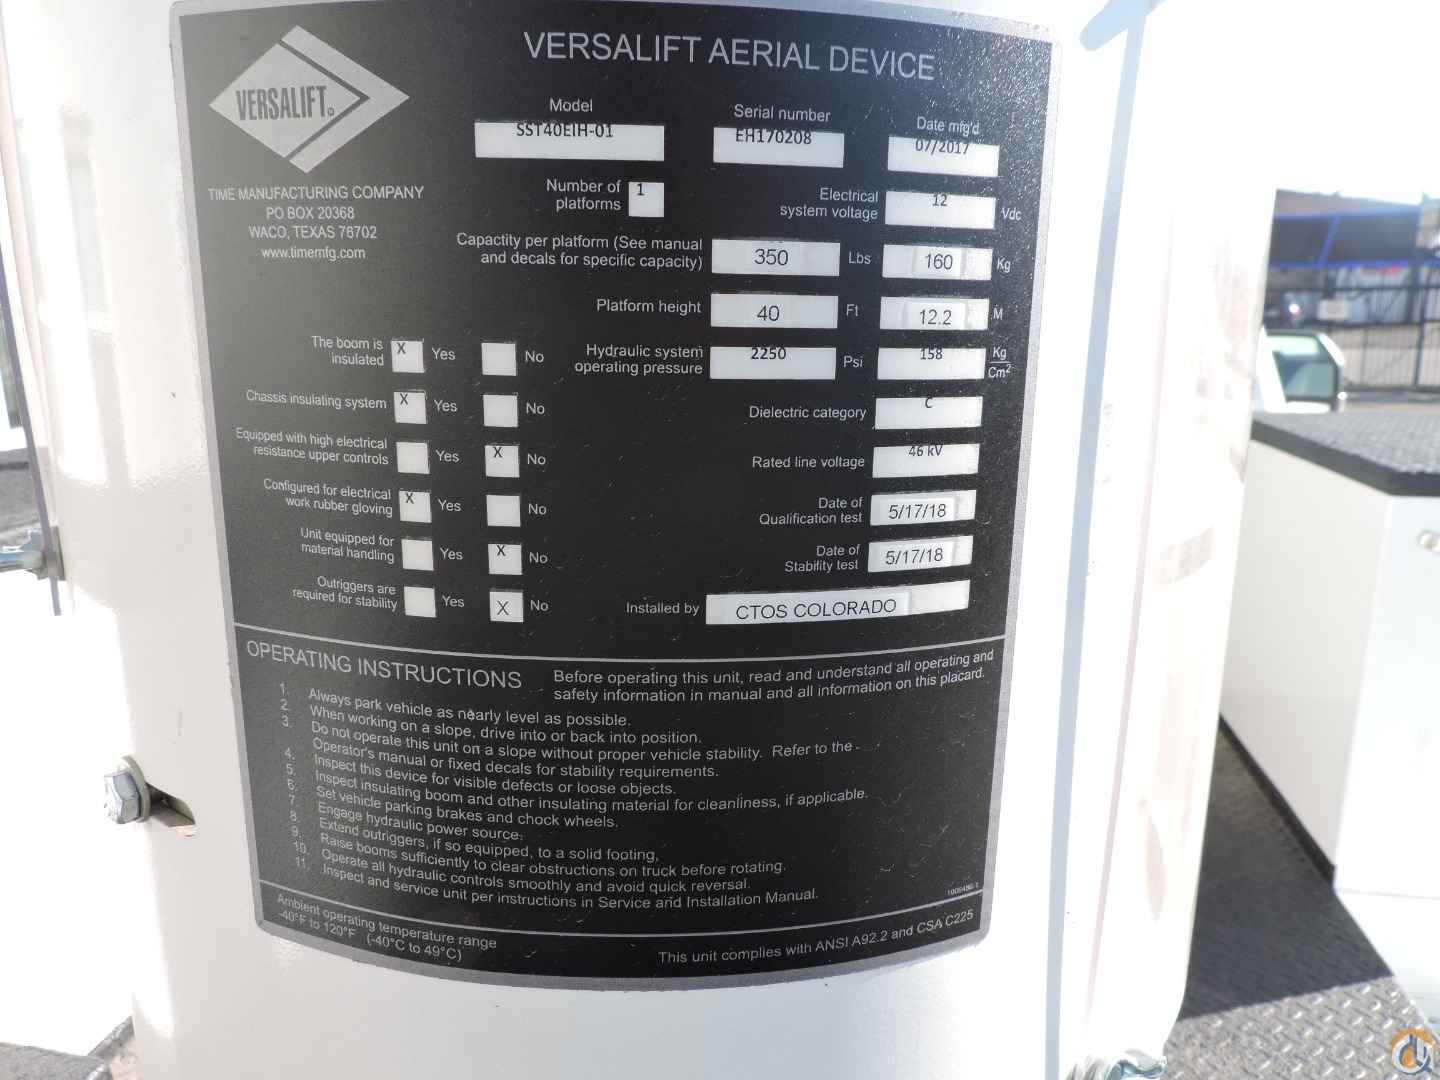 VERSALIFT AERIAL DEVICE
VERSALIFT
TIME MANUFACTURING COMPANY
PO BOX 20368
WACO, TEXAS 76702
www.timemfg.com
Model
SST40EIH-01
Serial number
EH170208
Date mfg'd
07/2017
Number of
platforms
1
Electrical
system voltage
12
Vdc
Capactity per platform (See manual
and decals for specific capacity)
350
Lbs
160
Kg
Platform height
40
Ft
12.2
M
Hydraulic system
operating pressure
2250
Psi
158
Kg
Cm²
Dielectric category
C
Rated line voltage
46 kV
Date of
Qualification test
5/17/18
Date of
Stability test
5/17/18
Installed by
CTOS COLORADO
The boom is
insulated
X Yes No
Chassis insulating system
X Yes No
Equipped with high electrical
resistance upper controls
Yes X No
Configured for electrical
work rubber gloving
X Yes No
Unit equipped for
material handling
Yes X No
Outriggers are
required for stability
Yes X No
OPERATING INSTRUCTIONS
Before operating this unit, read and understand all operating and
safety information in manual and all information on this placard.
1. Always park vehicle as nearly level as possible.
2. When working on a slope, drive into or back into position.
3. Do not operate this unit on a slope without proper vehicle stability. Refer to the
Operator's manual or fixed decals for stability requirements.
4. Inspect this device for visible defects or loose objects.
5. Inspect insulating boom and other insulating material for cleanliness, if applicable.
6. Set vehicle parking brakes and chock wheels.
7. Engage hydraulic power source.
8. Extend outriggers, if so equipped, to a solid footing.
9. Raise booms sufficiently to clear obstructions on truck before rotating.
10. Operate all hydraulic controls smoothly and avoid quick reversal.
11. Inspect and service unit per instructions in Service and Installation Manual.
Ambient operating temperature range
-40°F to 120°F (-40°C to 49°C)
This unit complies with ANSI A92.2 and CSA C225